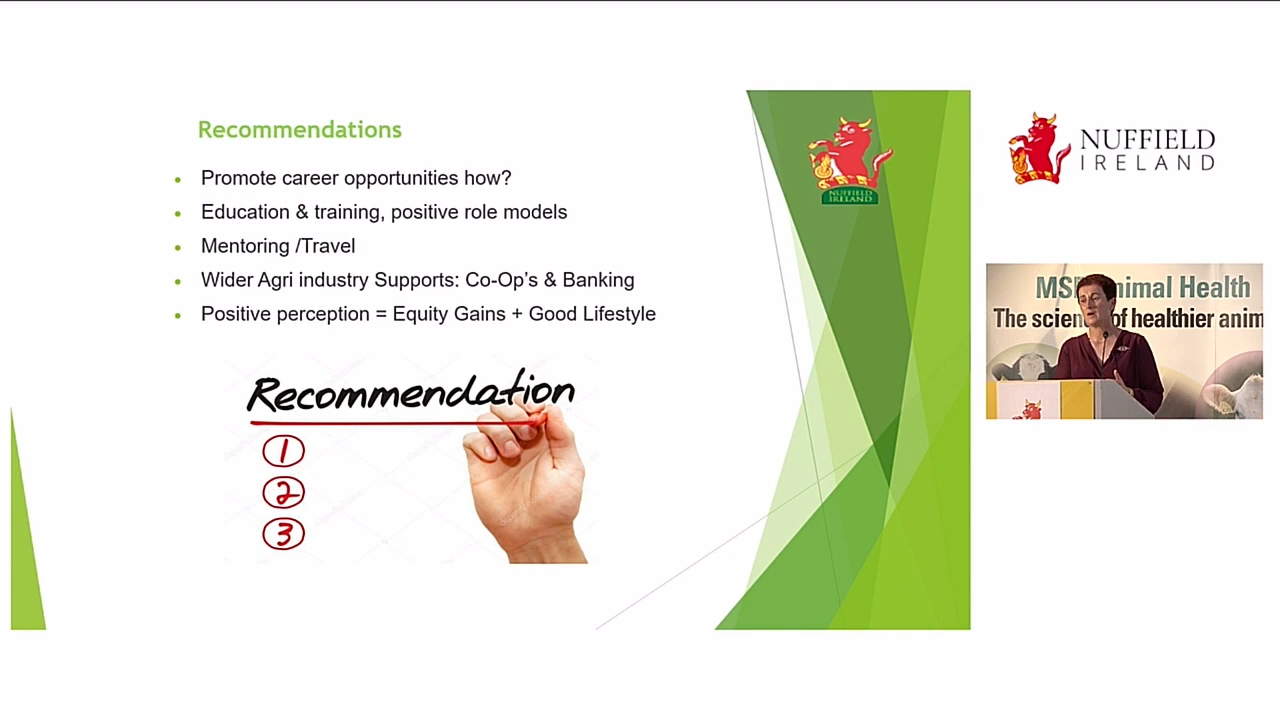 Recommendations
Promote career opportunities how?
Education & training, positive role models
Mentoring /Travel
Wider Agri industry Supports: Co-Op’s & Banking
Positive perception = Equity Gains + Good Lifestyle
Recommendation
1
2
3
NUFFIELD
IRELAND
NUFFIELD
IRELAND
MSD Animal Health
The science of healthier anim